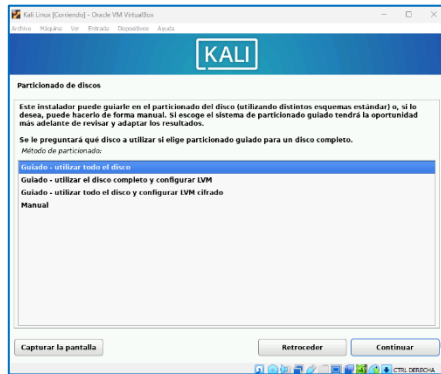 Kali Linux [Corriendo] - Oracle VM VirtualBox
Archivo Máquina Ver Entrada Dispositivos Ayuda
KALI
Particionado de discos
Este instalador puede guiarle en el particionado del disco (utilizando distintos esquemas estándar) o, si lo
desea, puede hacerlo de forma manual. Si escoge el sistema de particionado guiado tendrá la oportunidad
más adelante de revisar y adaptar los resultados.
Se le preguntará qué disco a utilizar si elige particionado guiado para un disco completo.
Método de particionado:
Guiado - utilizar todo el disco
Guiado - utilizar el disco completo y configurar LVM
Guiado - utilizar todo el disco y configurar LVM cifrado
Manual
Capturar la pantalla
Retroceder
Continuar
CTRL DERECHA